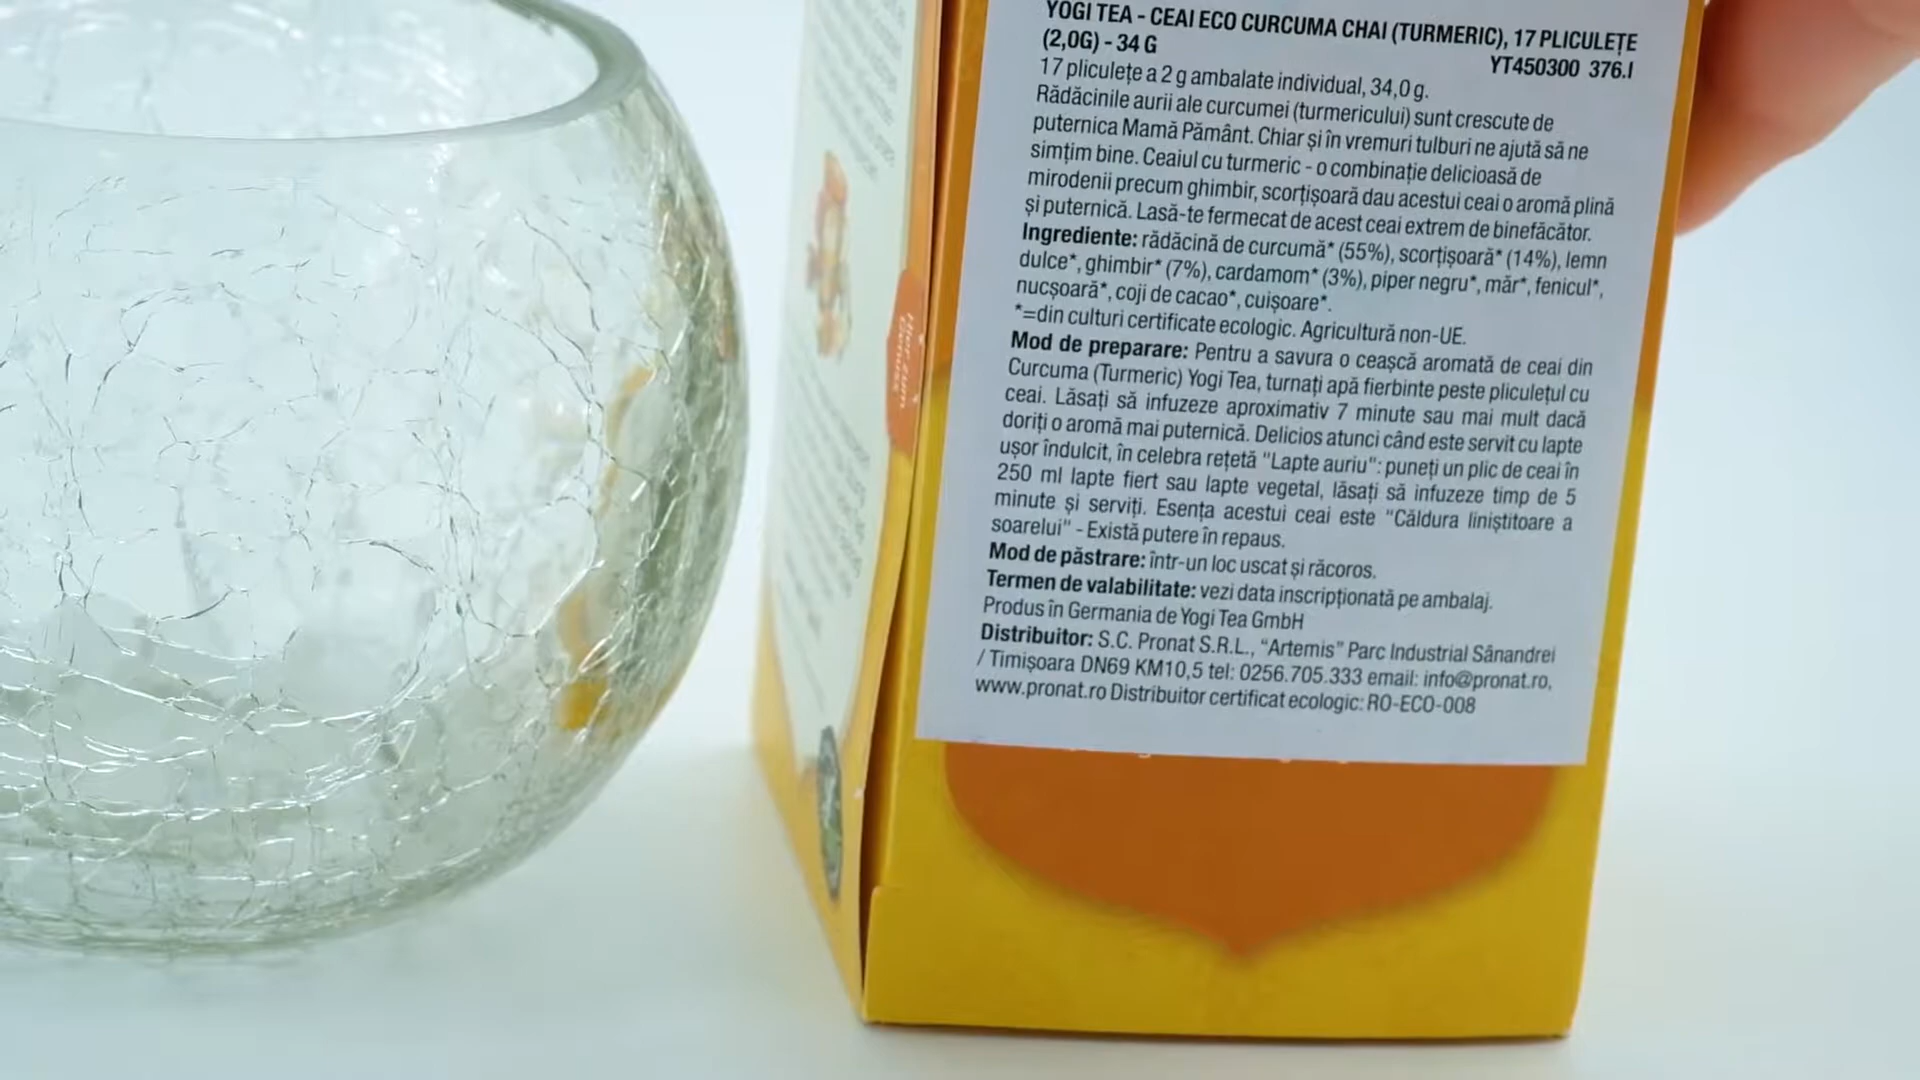 YOGI TEA - CEAI ECO CURCUMA CHAI (TURMERIC), 17 PLICULEȚE
(2,0G) - 34 G
YT450300 376.I
17 pliculețe a 2 g ambalate individual, 34,0 g.
Rădăcinile aurii ale curcumei (turmericului) sunt crescute de
puternica Mamă Pământ. Chiar și în vremuri tulburi ne ajută să ne
simțim bine. Ceaiul cu turmeric - o combinație delicioasă de
mirodenii precum ghimbir, scorțișoară dau acestui ceai o aromă plină
și puternică. Lasă-te fermecat de acest ceai extrem de binefăcător.
Ingrediente: rădăcină de curcumă* (55%), scorțișoară* (14%), lemn
dulce*, ghimbir* (7%), cardamom* (3%), piper negru*, măr*, fenicul*,
nucșoară*, coji de cacao*, cuișoare*.
*=din culturi certificate ecologic. Agricultură non-UE.
Mod de preparare: Pentru a savura o ceașcă aromată de ceai din
Curcuma (Turmeric) Yogi Tea, turnați apă fierbinte peste pliculețul cu
ceai. Lăsați să infuzeze aproximativ 7 minute sau mai mult dacă
doriți o aromă mai puternică. Delicios atunci când este servit cu lapte
ușor îndulcit, în celebra rețetă "Lapte auriu": puneți un plic de ceai în
250 ml lapte fiert sau lapte vegetal, lăsați să infuzeze timp de 5
minute și serviți. Esența acestui ceai este "Căldura liniștitoare a
soarelui" - Există putere în repaus.
Mod de păstrare: într-un loc uscat și răcoros.
Termen de valabilitate: vezi data inscripționată pe ambalaj.
Produs în Germania de Yogi Tea GmbH
Distribuitor: S.C. Pronat S.R.L., “Artemis” Parc Industrial Sânandrei
/ Timișoara DN69 KM10,5 tel: 0256.705.333 email: info@pronat.ro,
www.pronat.ro Distribuitor certificat ecologic: RO-ECO-008